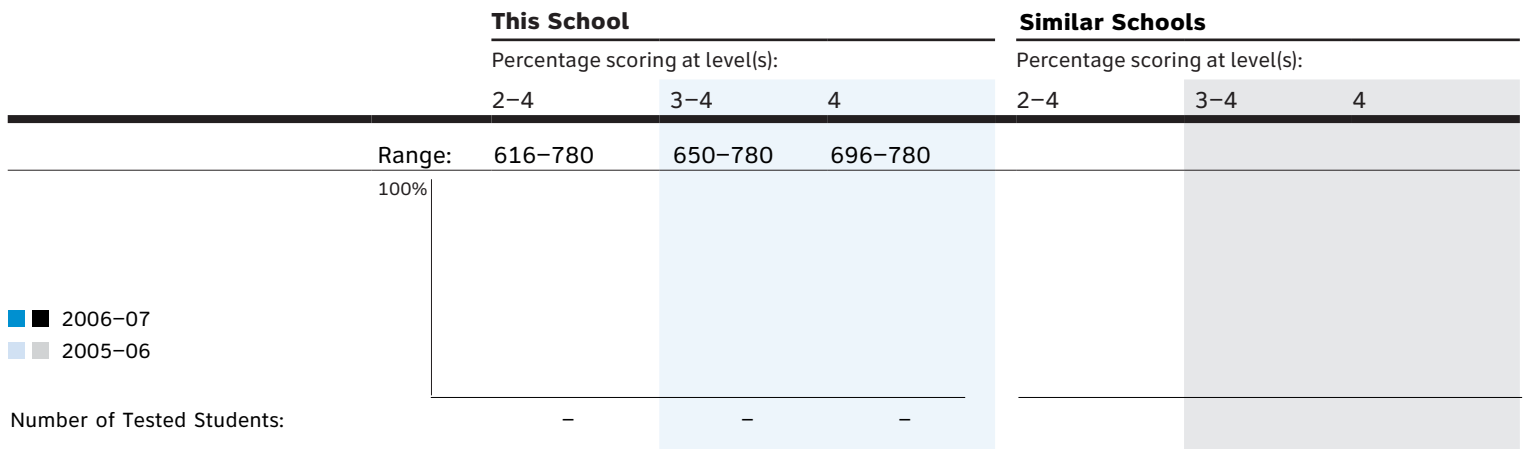 This School Similar Schools
Percentage scoring at level(s): Percentage scoring at level(s):
2–4 3–4 4 2–4 3–4 4
Range: 616–780 650–780 696–780
100%
2006–07
2005–06
Number of Tested Students: – – –